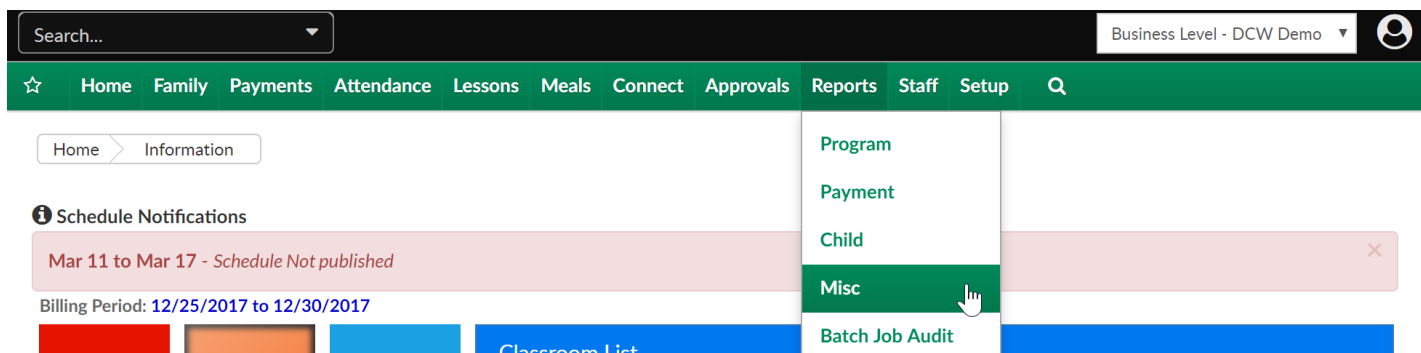 Search...
Business Level - DCW Demo
Home Family Payments Attendance Lessons Meals Connect Approvals Reports Staff Setup
Home Information
Program
Payment
Child
Misc
Batch Job Audit
Schedule Notifications
Mar 11 to Mar 17 - Schedule Not published
Billing Period: 12/25/2017 to 12/30/2017
Classroom List